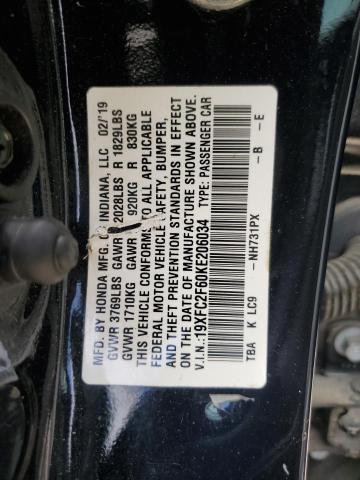 MFD. BY HONDA MFG. OF INDIANA, LLC 02/'19
GVWR 3769LBS GAWR F 2028LBS R 1829LBS
GVWR 1710KG GAWR F 920KG R 830KG
THIS VEHICLE CONFORMS TO ALL APPLICABLE
FEDERAL MOTOR VEHICLE SAFETY, BUMPER,
AND THEFT PREVENTION STANDARDS IN EFFECT
ON THE DATE OF MANUFACTURE SHOWN ABOVE.
V.I.N.: 19XFC2F60KE206034 TYPE: PASSENGER CAR
TBA K LC9 -NH731PX -B -E